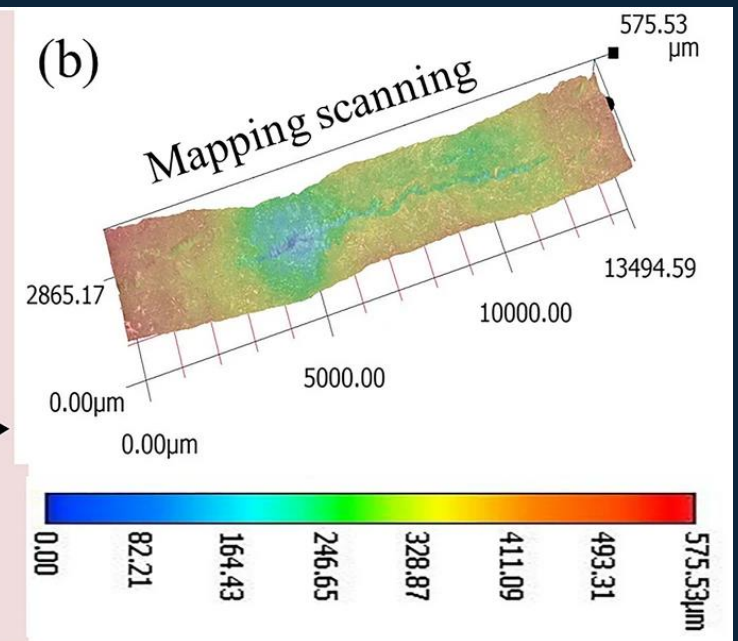 (b)
575.53
μm
Mapping scanning
2865.17
13494.59
10000.00
5000.00
0.00μm
0.00μm
0.00
82.21
164.43
246.65
328.87
411.09
493.31
575.53μm